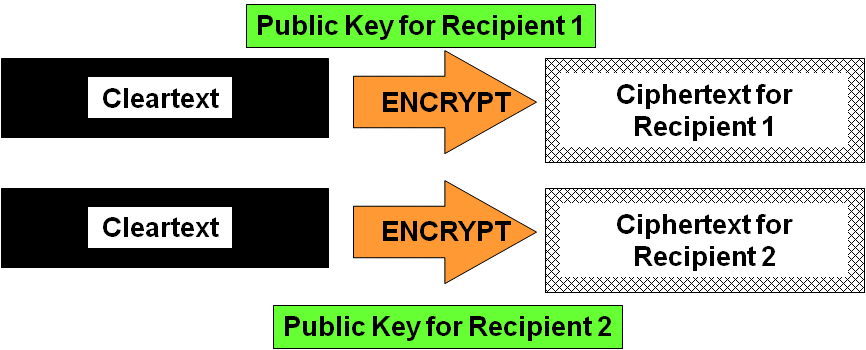 Public Key for Recipient 1
Cleartext
ENCRYPT
Ciphertext for
Recipient 1
Cleartext
ENCRYPT
Ciphertext for
Recipient 2
Public Key for Recipient 2